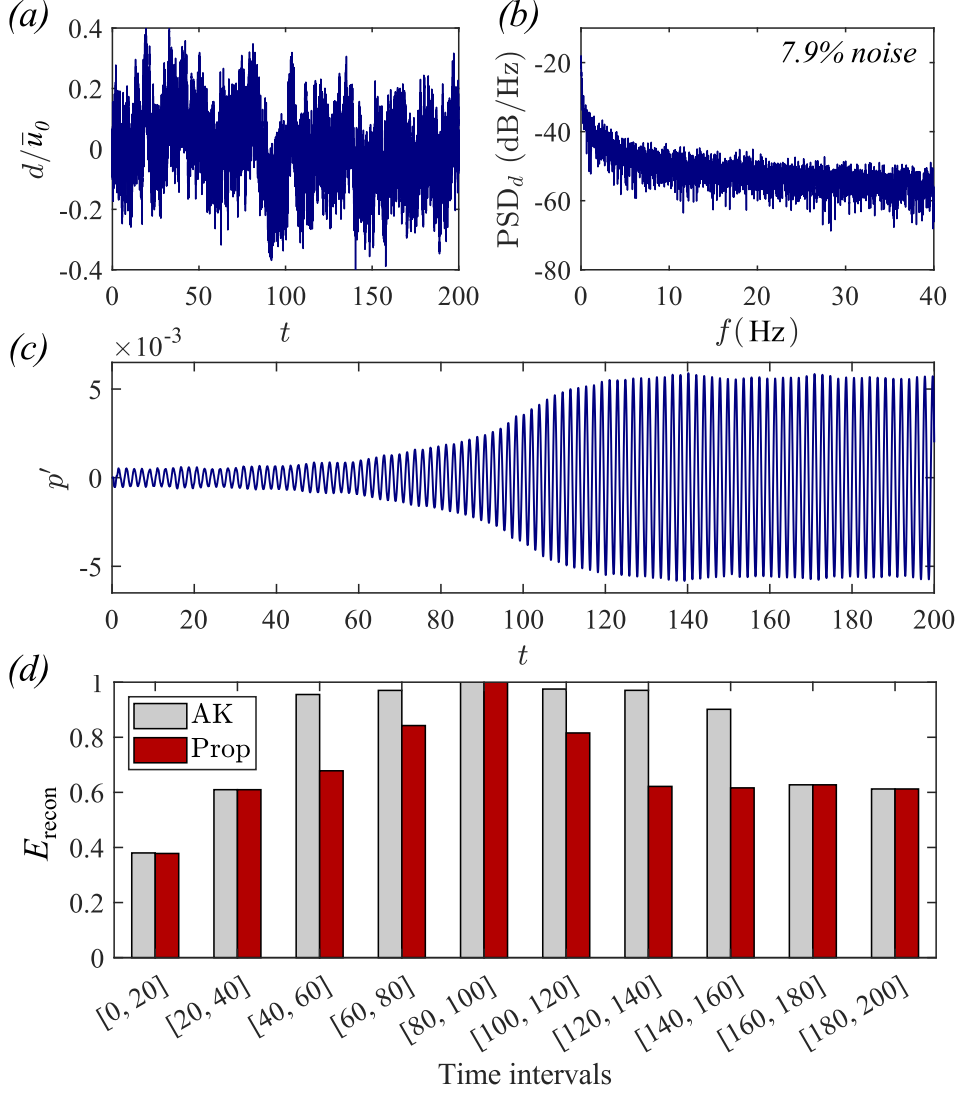 (a)
0.4
0.2
0
-0.2
-0.4
d/ū₀
0 50 100 150 200
t
(b)
7.9% noise
-20
-40
-60
-80
PSD_d (dB/Hz)
0 10 20 30 40
f(Hz)
(c)
×10⁻³
5
0
-5
p′
0 20 40 60 80 100 120 140 160 180 200
t
(d)
1
0.8
0.6
0.4
0.2
0
E_recon
AK
Prop
[0, 20] [20, 40] [40, 60] [60, 80] [80, 100] [100, 120] [120, 140] [140, 160] [160, 180] [180, 200]
Time intervals